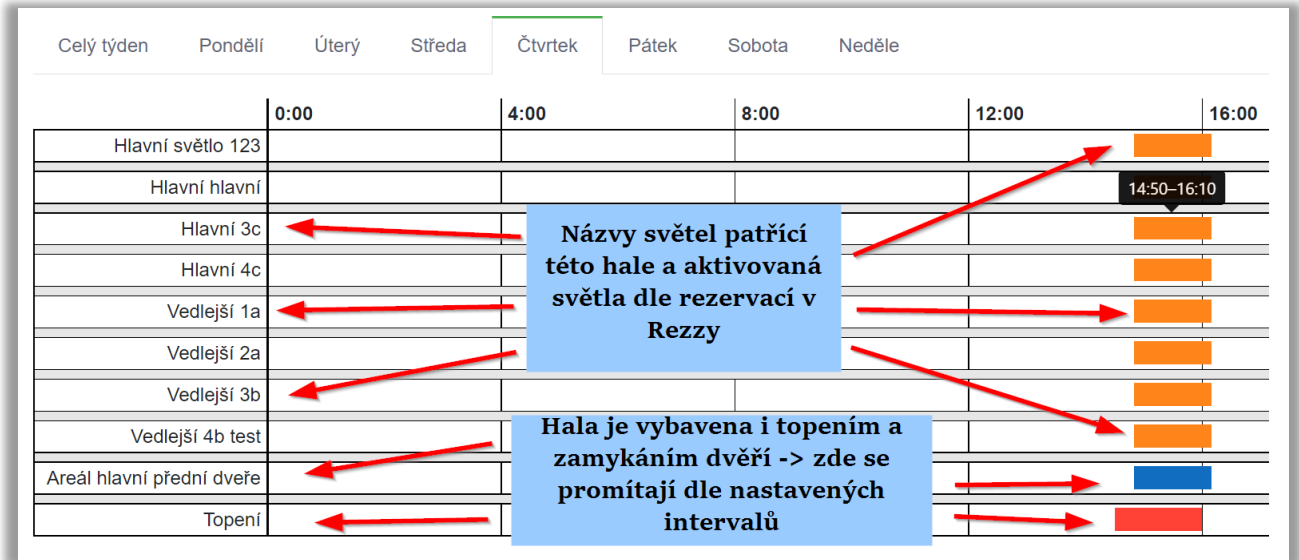 Celý týden Pondělí Úterý Středa Čtvrtek Pátek Sobota Neděle
0:00 4:00 8:00 12:00 16:00
Hlavní světlo 123
Hlavní hlavní
14:50–16:10
Hlavní 3c
Hlavní 4c
Vedlejší 1a
Vedlejší 2a
Vedlejší 3b
Vedlejší 4b test
Areál hlavní přední dveře
Topení
Názvy světel patřící
této hale a aktivovaná
světla dle rezervací v
Rezzy
Hala je vybavena i topením a
zamykáním dvěří -> zde se
promítají dle nastavených
intervalů